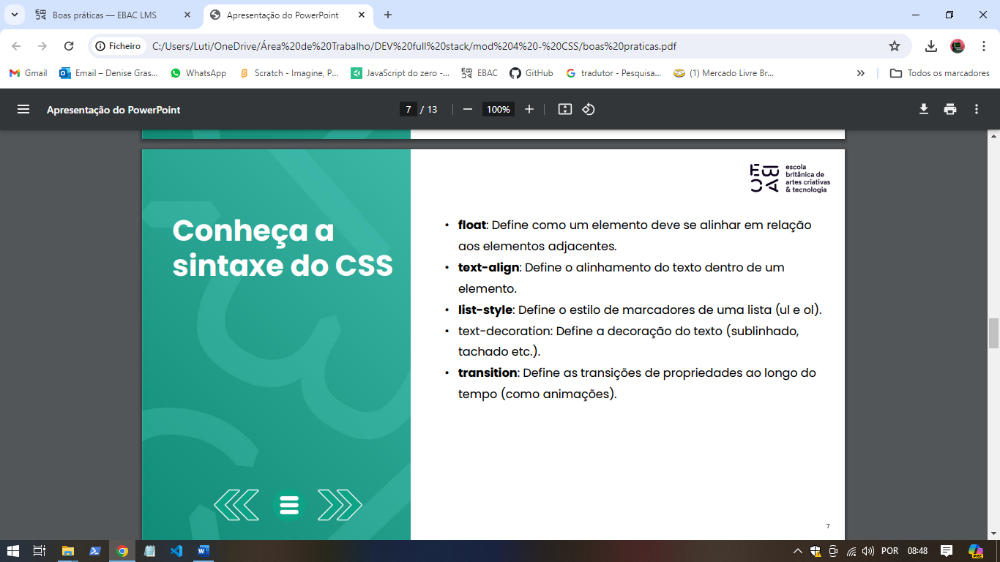 Boas práticas — EBAC LMS
Apresentação do PowerPoint
Ficheiro
C:/Users/Luti/OneDrive/Área%20de%20Trabalho/DEV%20full%20stack/mod%204%20-%20CSS/boas%20praticas.pdf
Gmail
Email – Denise Gras...
WhatsApp
Scratch - Imagine, P...
JavaScript do zero -...
EBAC
GitHub
tradutor - Pesquisa...
(1) Mercado Livre Br...
Todos os marcadores
Apresentação do PowerPoint
7 / 13
100%
EBAC
escola
britânica de
artes criativas
& tecnologia
Conheça a
sintaxe do CSS
• float: Define como um elemento deve se alinhar em relação
aos elementos adjacentes.
• text-align: Define o alinhamento do texto dentro de um
elemento.
• list-style: Define o estilo de marcadores de uma lista (ul e ol).
• text-decoration: Define a decoração do texto (sublinhado,
tachado etc.).
• transition: Define as transições de propriedades ao longo do
tempo (como animações).
7
POR
08:48
PRE